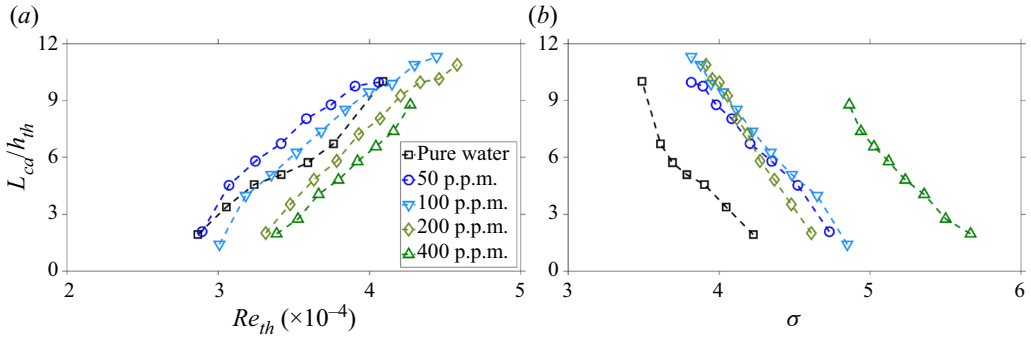 (a)
(b)
L_ca/h_th
12
9
6
3
0
2
3
4
5
Re_th (×10⁻⁴)
Pure water
50 p.p.m.
100 p.p.m.
200 p.p.m.
400 p.p.m.
12
9
6
3
0
3
4
5
6
σ